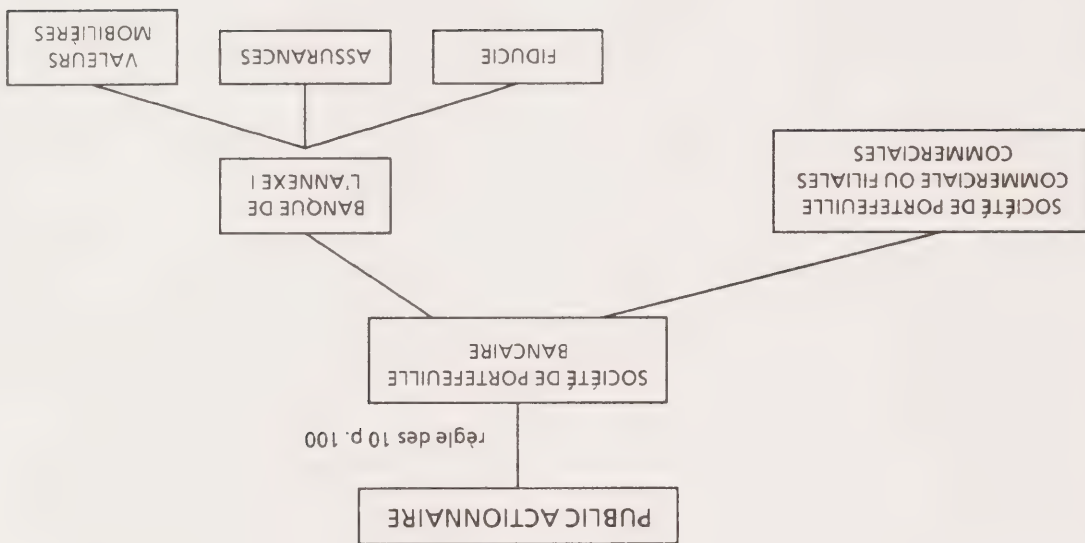 PUBLIC ACTIONNAIRE
règle des 10 p. 100
SOCIÉTÉ DE PORTEFEUILLE
BANCAIRE
SOCIÉTÉ DE PORTEFEUILLE
COMMERCIALE OU FILIALES
COMMERCIALES
BANQUE DE
L'ANNEXE I
FIDUCIE
ASSURANCES
VALEURS
MOBILIÈRES